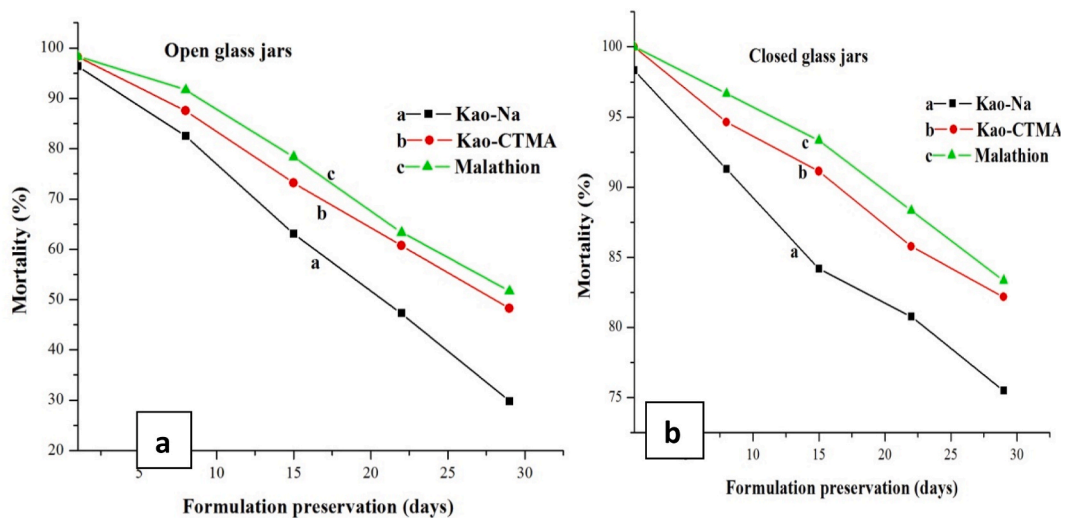 Open glass jars
a Kao-Na
b Kao-CTMA
c Malathion
Mortality (%)
100
90
80
70
60
50
40
30
20
c
b
a
a
5 10 15 20 25 30
Formulation preservation (days)
Closed glass jars
a Kao-Na
b Kao-CTMA
c Malathion
Mortality (%)
100
95
90
85
80
75
c
b
a
b
10 15 20 25 30
Formulation preservation (days)